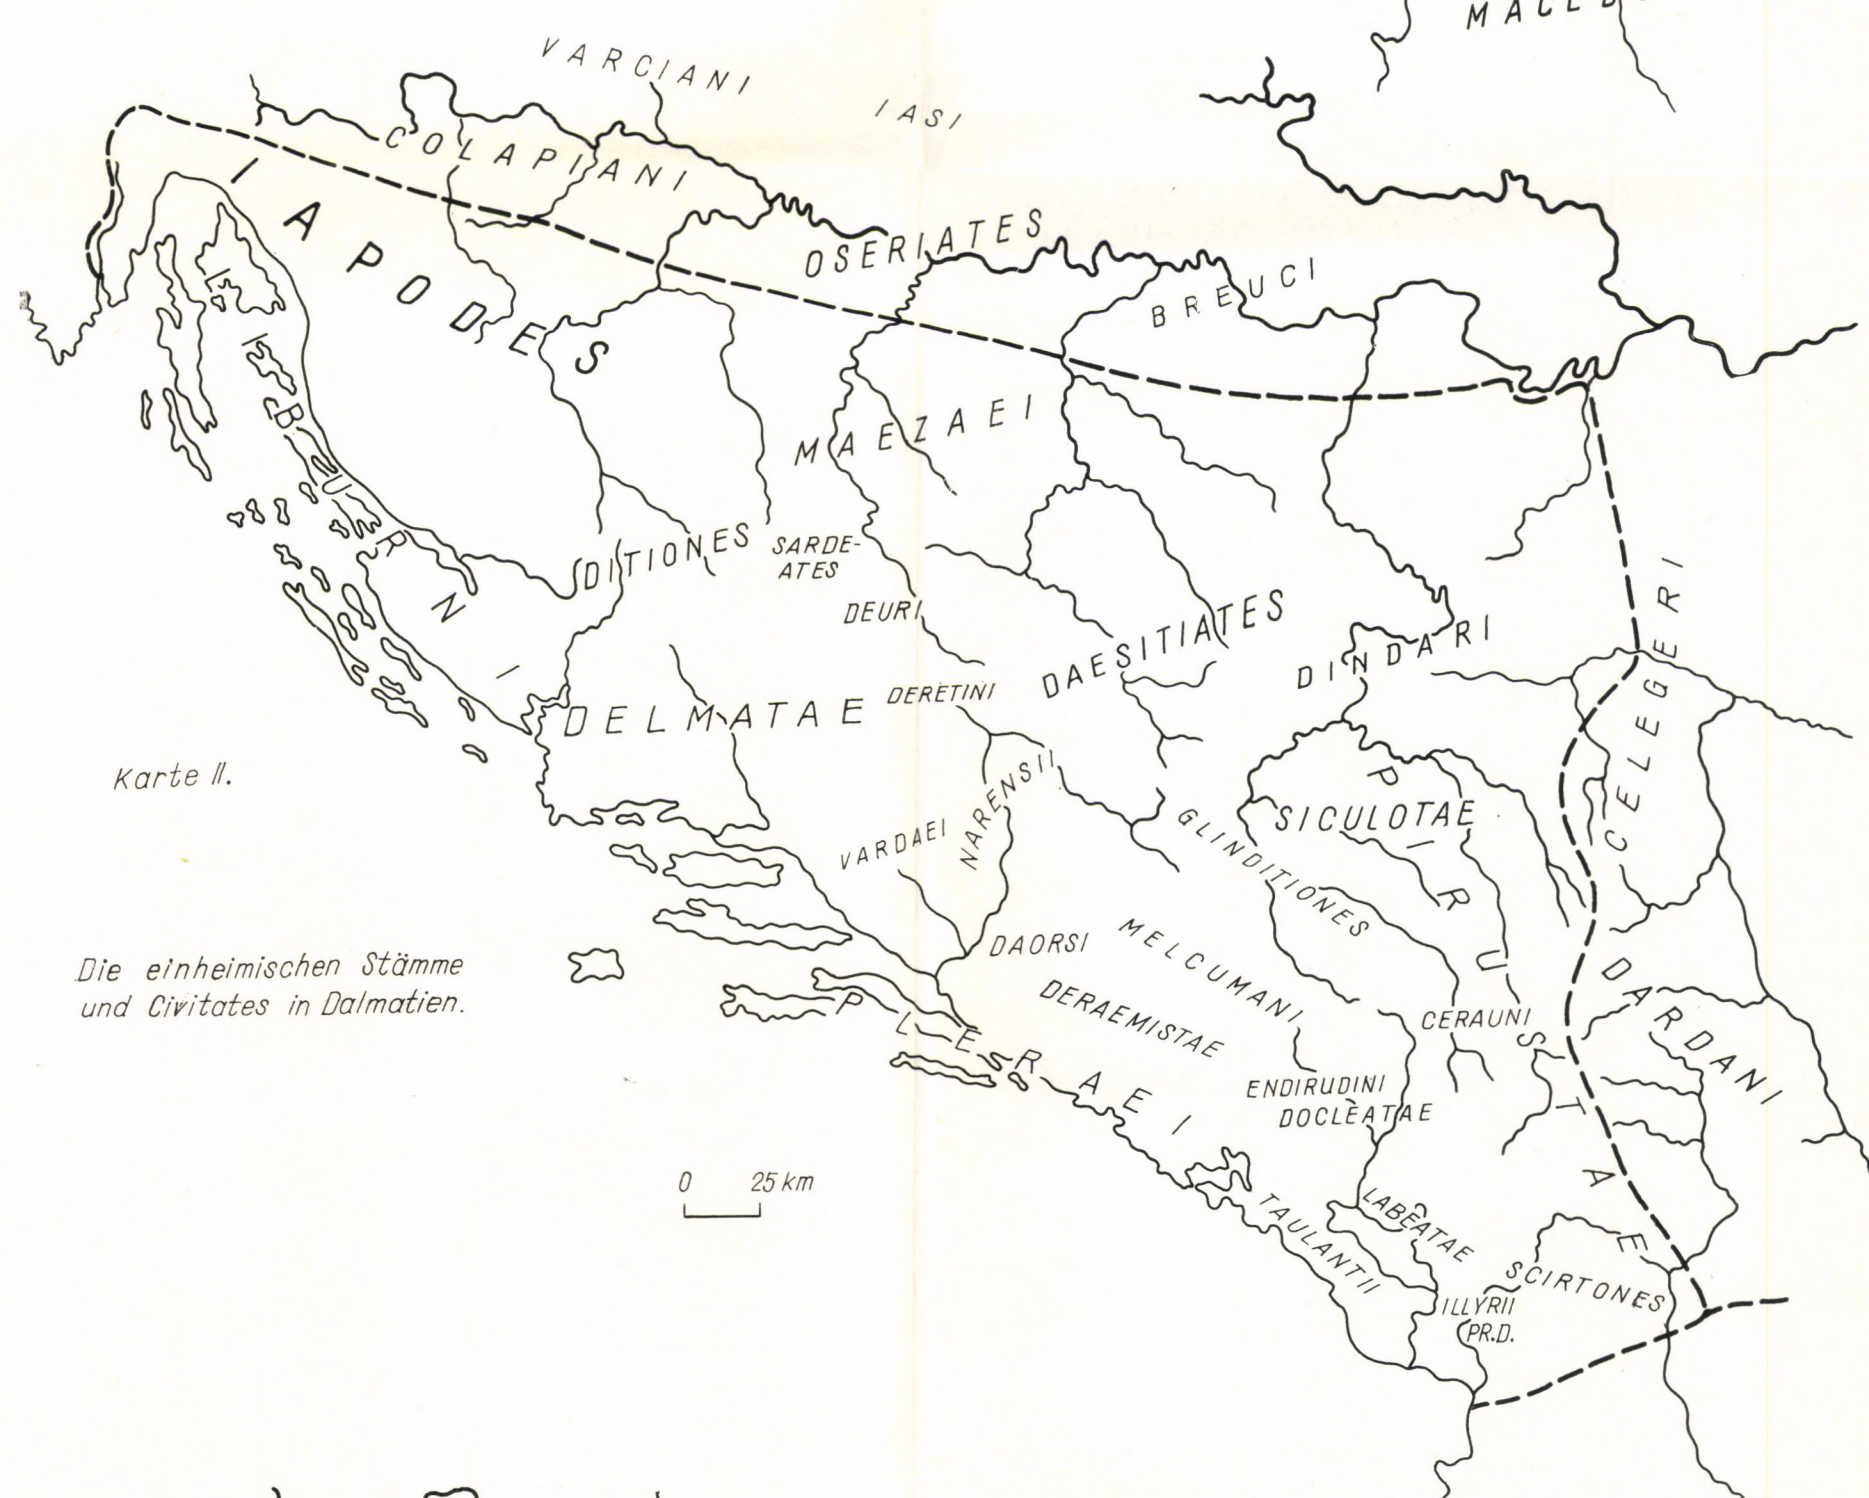 VARCIANI
IASI
COLAPIANI
IAPODES
OSERIATES
BREUCI
LIBURNI
MAEZAEI
DITIONES
SARDE-
ATES
DEURI
DAESITIATES
DINDARI
CELEGERI
DELMATAE
DERETINI
Karte II.
NARENSII
VARDAEI
GLINDITIONES
SICULOTAE
PIRUSTAE
DAORSI
MELCUMANI
DERAEMISTAE
CERAUNI
DARDANI
Die einheimischen Stämme
und Civitates in Dalmatien.
PLERAEI
ENDIRUDINI
DOCLEATAE
0 25 km
TAULANTII
LABEATAE
SCIRTONES
ILLYRII
PR.D.